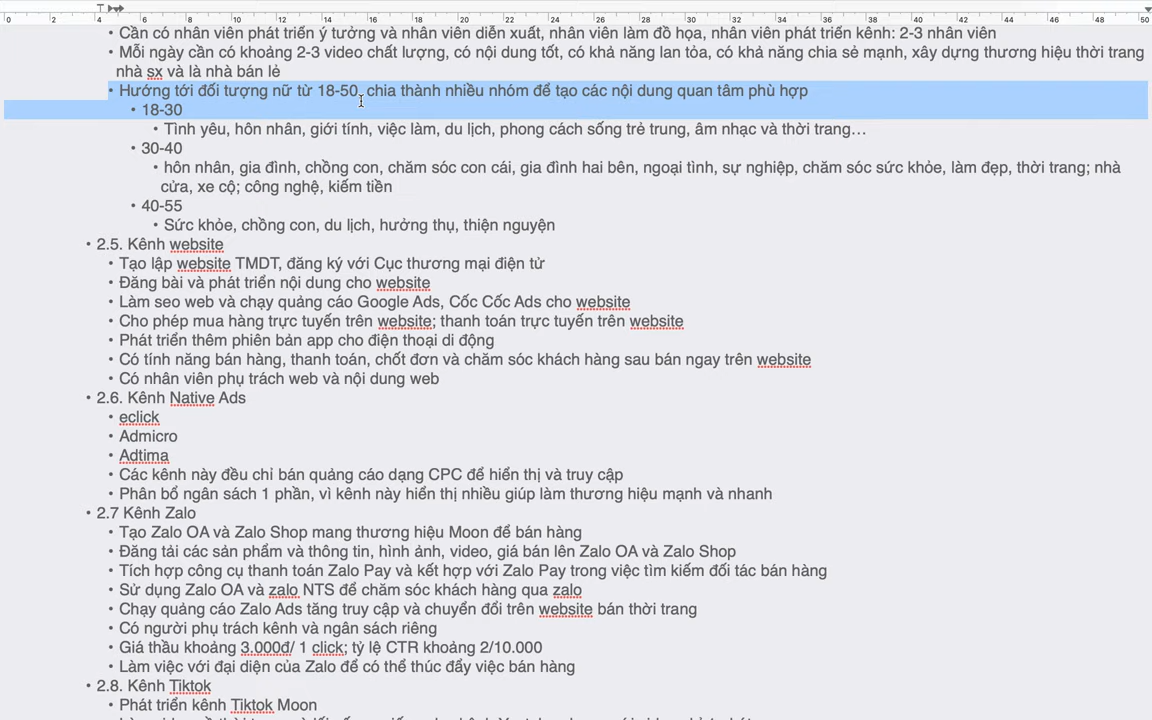 0 2 4 6 8 10 12 14 16 18 20 22 24 26 28 30 32 34 36 38 40 42 44 46 48 50
• Cần có nhân viên phát triển ý tưởng và nhân viên diễn xuất, nhân viên làm đồ họa, nhân viên phát triển kênh: 2-3 nhân viên
• Mỗi ngày cần có khoảng 2-3 video chất lượng, có nội dung tốt, có khả năng lan tỏa, có khả năng chia sẻ mạnh, xây dựng thương hiệu thời trang
nhà sx và là nhà bán lẻ
• Hướng tới đối tượng nữ từ 18-50, chia thành nhiều nhóm để tạo các nội dung quan tâm phù hợp
• 18-30
• Tình yêu, hôn nhân, giới tính, việc làm, du lịch, phong cách sống trẻ trung, âm nhạc và thời trang…
• 30-40
• hôn nhân, gia đình, chồng con, chăm sóc con cái, gia đình hai bên, ngoại tình, sự nghiệp, chăm sóc sức khỏe, làm đẹp, thời trang; nhà
cửa, xe cộ; công nghệ, kiếm tiền
• 40-55
• Sức khỏe, chồng con, du lịch, hưởng thụ, thiện nguyện
• 2.5. Kênh website
• Tạo lập website TMDT, đăng ký với Cục thương mại điện tử
• Đăng bài và phát triển nội dung cho website
• Làm seo web và chạy quảng cáo Google Ads, Cốc Cốc Ads cho website
• Cho phép mua hàng trực tuyến trên website; thanh toán trực tuyến trên website
• Phát triển thêm phiên bản app cho điện thoại di động
• Có tính năng bán hàng, thanh toán, chốt đơn và chăm sóc khách hàng sau bán ngay trên website
• Có nhân viên phụ trách web và nội dung web
• 2.6. Kênh Native Ads
• eclick
• Admicro
• Adtima
• Các kênh này đều chỉ bán quảng cáo dạng CPC để hiển thị và truy cập
• Phân bổ ngân sách 1 phần, vì kênh này hiển thị nhiều giúp làm thương hiệu mạnh và nhanh
• 2.7 Kênh Zalo
• Tạo Zalo OA và Zalo Shop mang thương hiệu Moon để bán hàng
• Đăng tải các sản phẩm và thông tin, hình ảnh, video, giá bán lên Zalo OA và Zalo Shop
• Tích hợp công cụ thanh toán Zalo Pay và kết hợp với Zalo Pay trong việc tìm kiếm đối tác bán hàng
• Sử dụng Zalo OA và zalo NTS để chăm sóc khách hàng qua zalo
• Chạy quảng cáo Zalo Ads tăng truy cập và chuyển đổi trên website bán thời trang
• Có người phụ trách kênh và ngân sách riêng
• Giá thầu khoảng 3.000đ/ 1 click; tỷ lệ CTR khoảng 2/10.000
• Làm việc với đại diện của Zalo để có thể thúc đẩy việc bán hàng
• 2.8. Kênh Tiktok
• Phát triển kênh Tiktok Moon